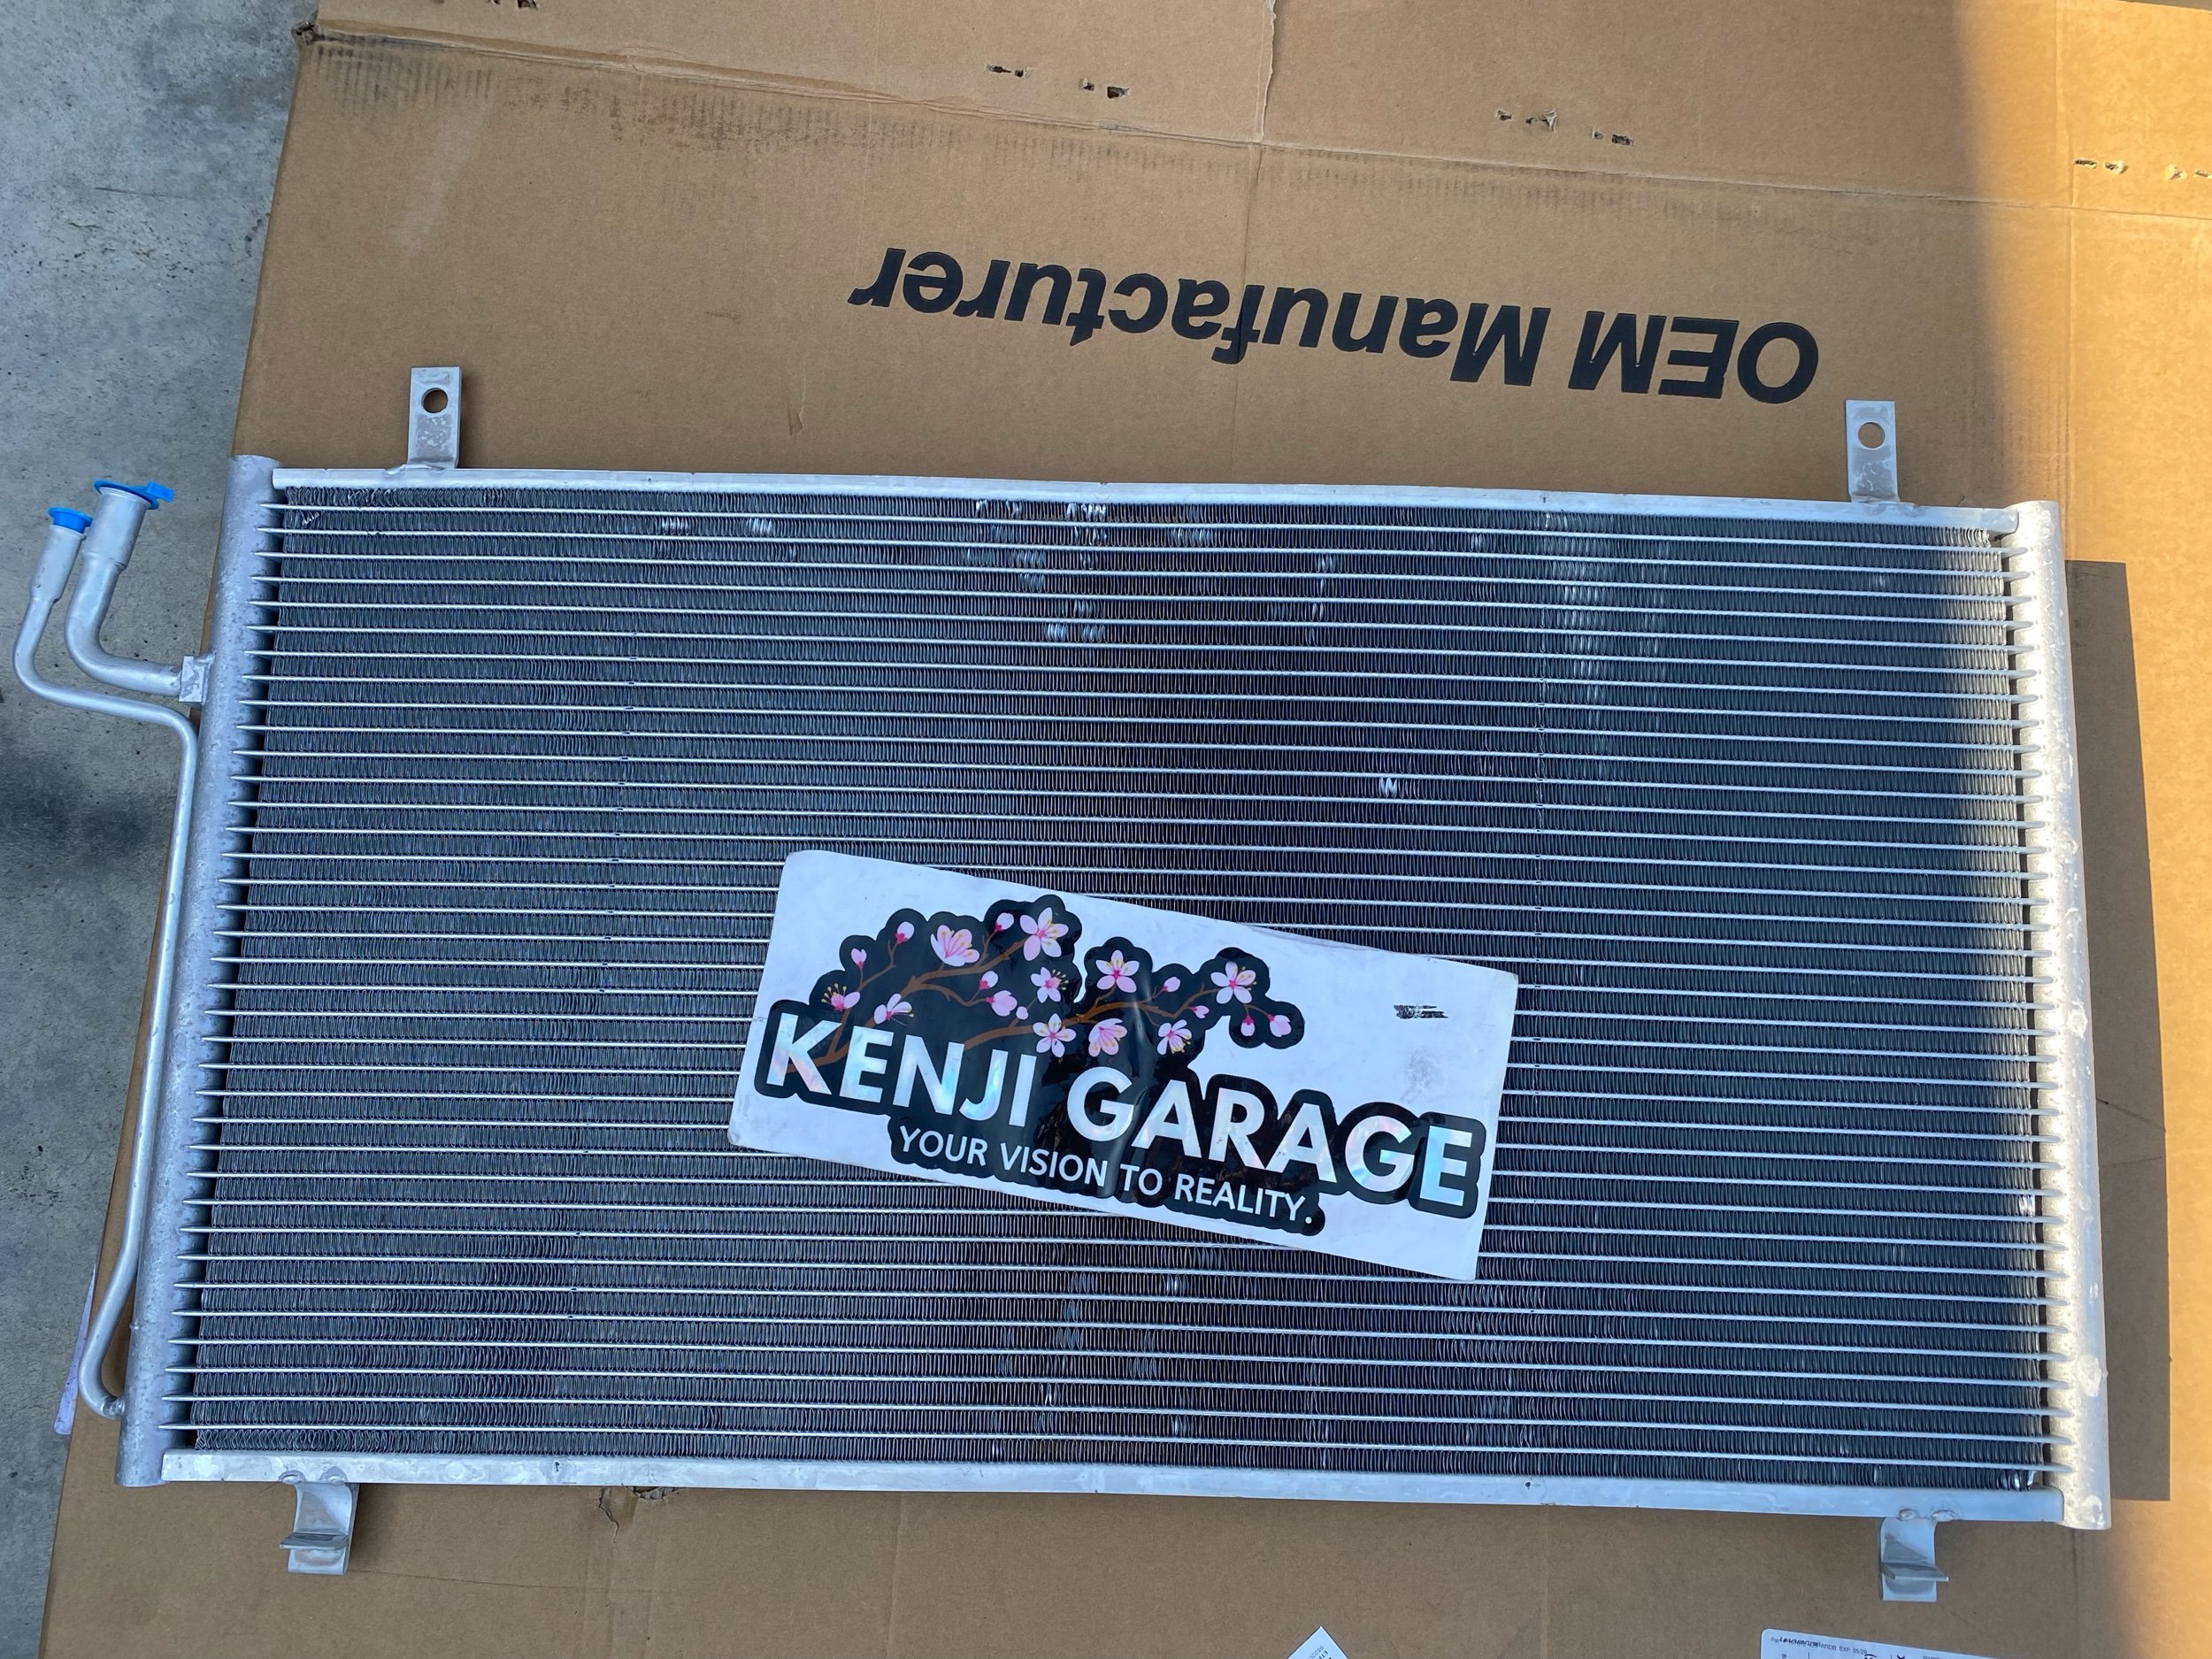 OEM Manufacturer
KENJI GARAGE
YOUR VISION TO REALITY.